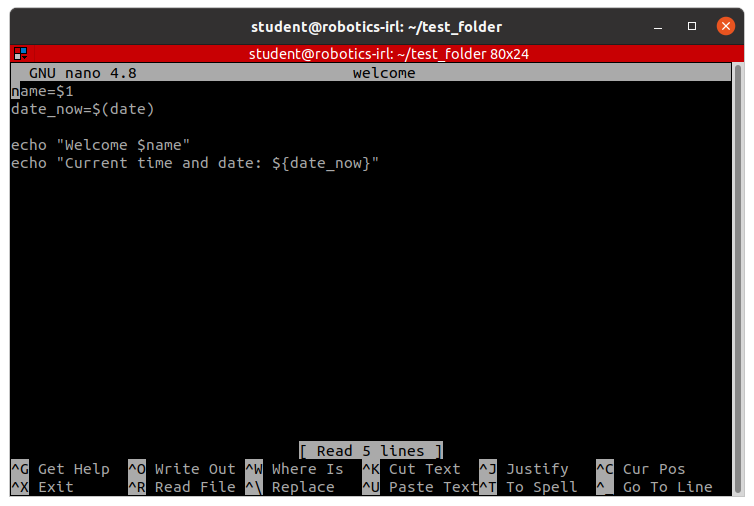 student@robotics-irl: ~/test_folder
student@robotics-irl: ~/test_folder 80x24
GNU nano 4.8 welcome
name=$1
date_now=$(date)
echo "Welcome $name"
echo "Current time and date: ${date_now}"
[ Read 5 lines ]
^G Get Help ^O Write Out ^W Where Is ^K Cut Text ^J Justify ^C Cur Pos
^X Exit ^R Read File ^\ Replace ^U Paste Text ^T To Spell ^_ Go To Line